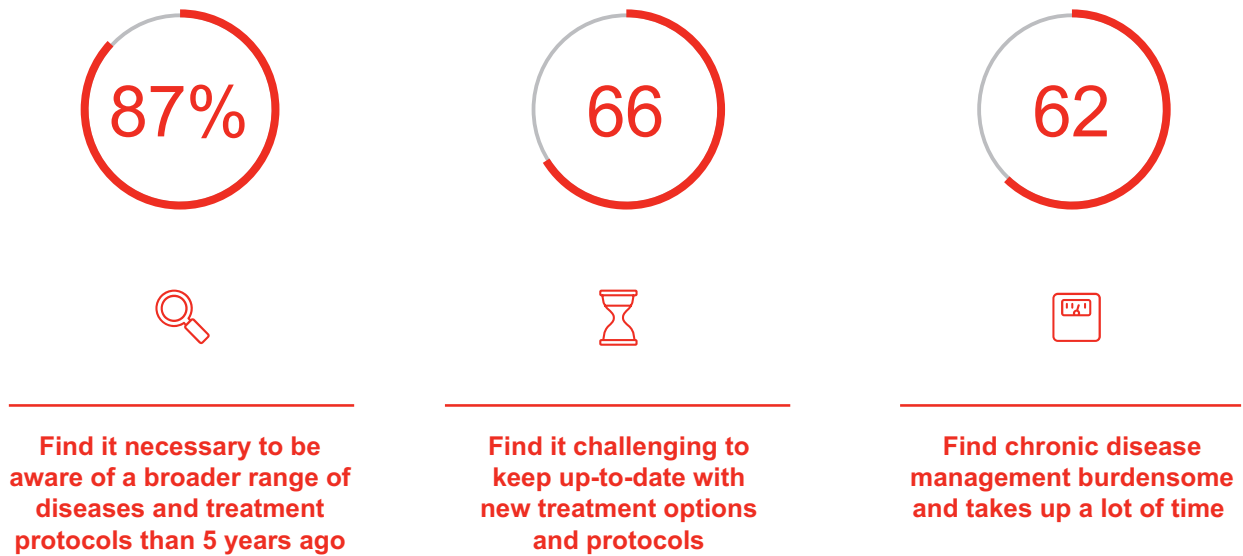 87%
66
62
Find it necessary to be
aware of a broader range of
diseases and treatment
protocols than 5 years ago
Find it challenging to
keep up-to-date with
new treatment options
and protocols
Find chronic disease
management burdensome
and takes up a lot of time